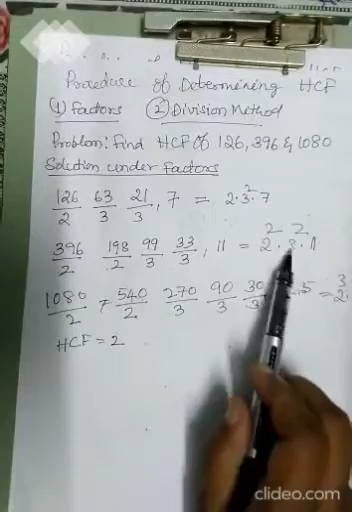 Procedure of Determining HCF
(1) Factors (2) Division Method
Problem: Find HCF of 126, 396 & 1080
Solution under factors
126/2 63/3 21/3, 7 = 2·3²·7
396/2 198/2 99/3 33/3, 11 = 2²·3²·11
1080/2 = 540/2 270/3 90/3 30/3 5 = 2³·
HCF = 2
clideo.com